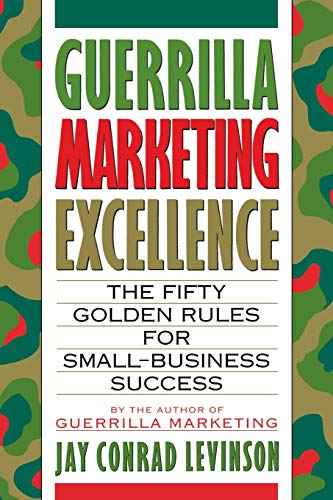 GUERRILLA
MARKETING
EXCELLENCE
THE FIFTY
GOLDEN RULES
FOR
SMALL-BUSINESS
SUCCESS
BY THE AUTHOR OF
GUERRILLA MARKETING
JAY CONRAD LEVINSON